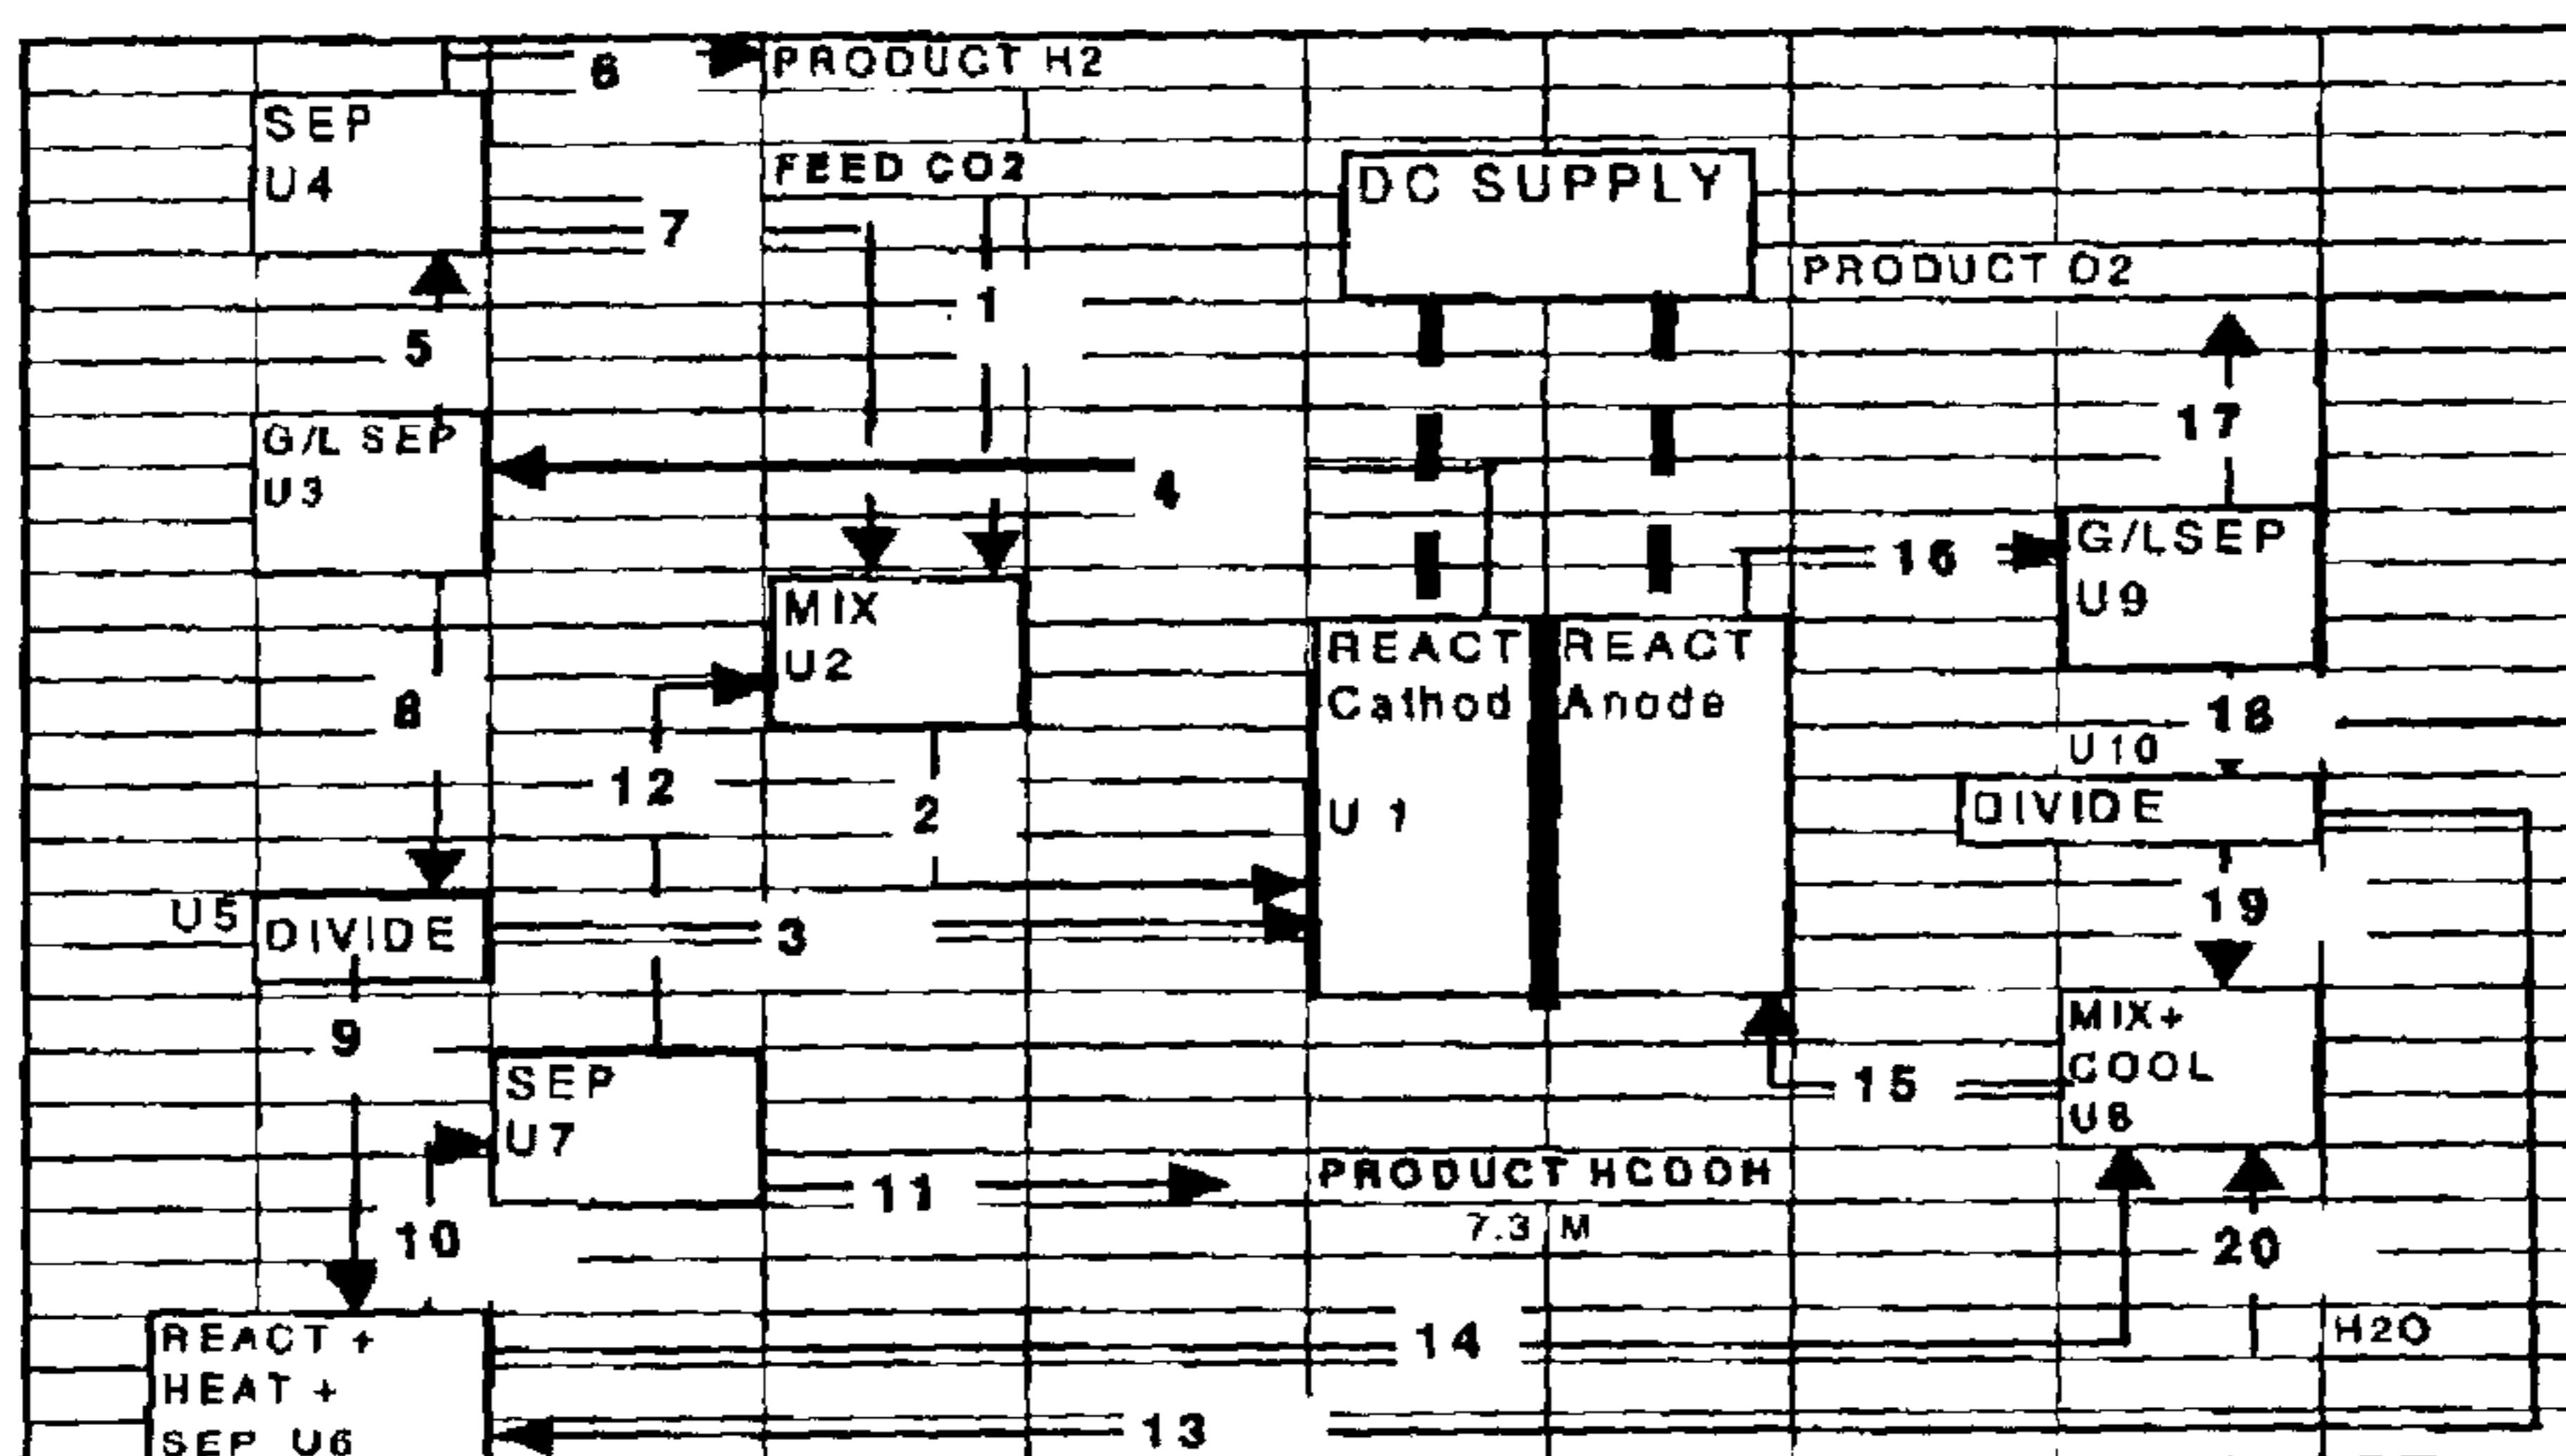 6
PRODUCT H2
SEP
U4
FEED CO2
DC SUPPLY
7
PRODUCT O2
1
5
17
G/L SEP
U3
4
16
G/LSEP
U9
MIX
U2
REACT
Cathod
REACT
Anode
8
18
U10
12
2
U 1
DIVIDE
U5
DIVIDE
3
19
9
MIX+
COOL
U8
SEP
U7
15
11
PRODUCT HCOOH
7.3 M
10
20
REACT +
HEAT +
SEP U6
14
H2O
13